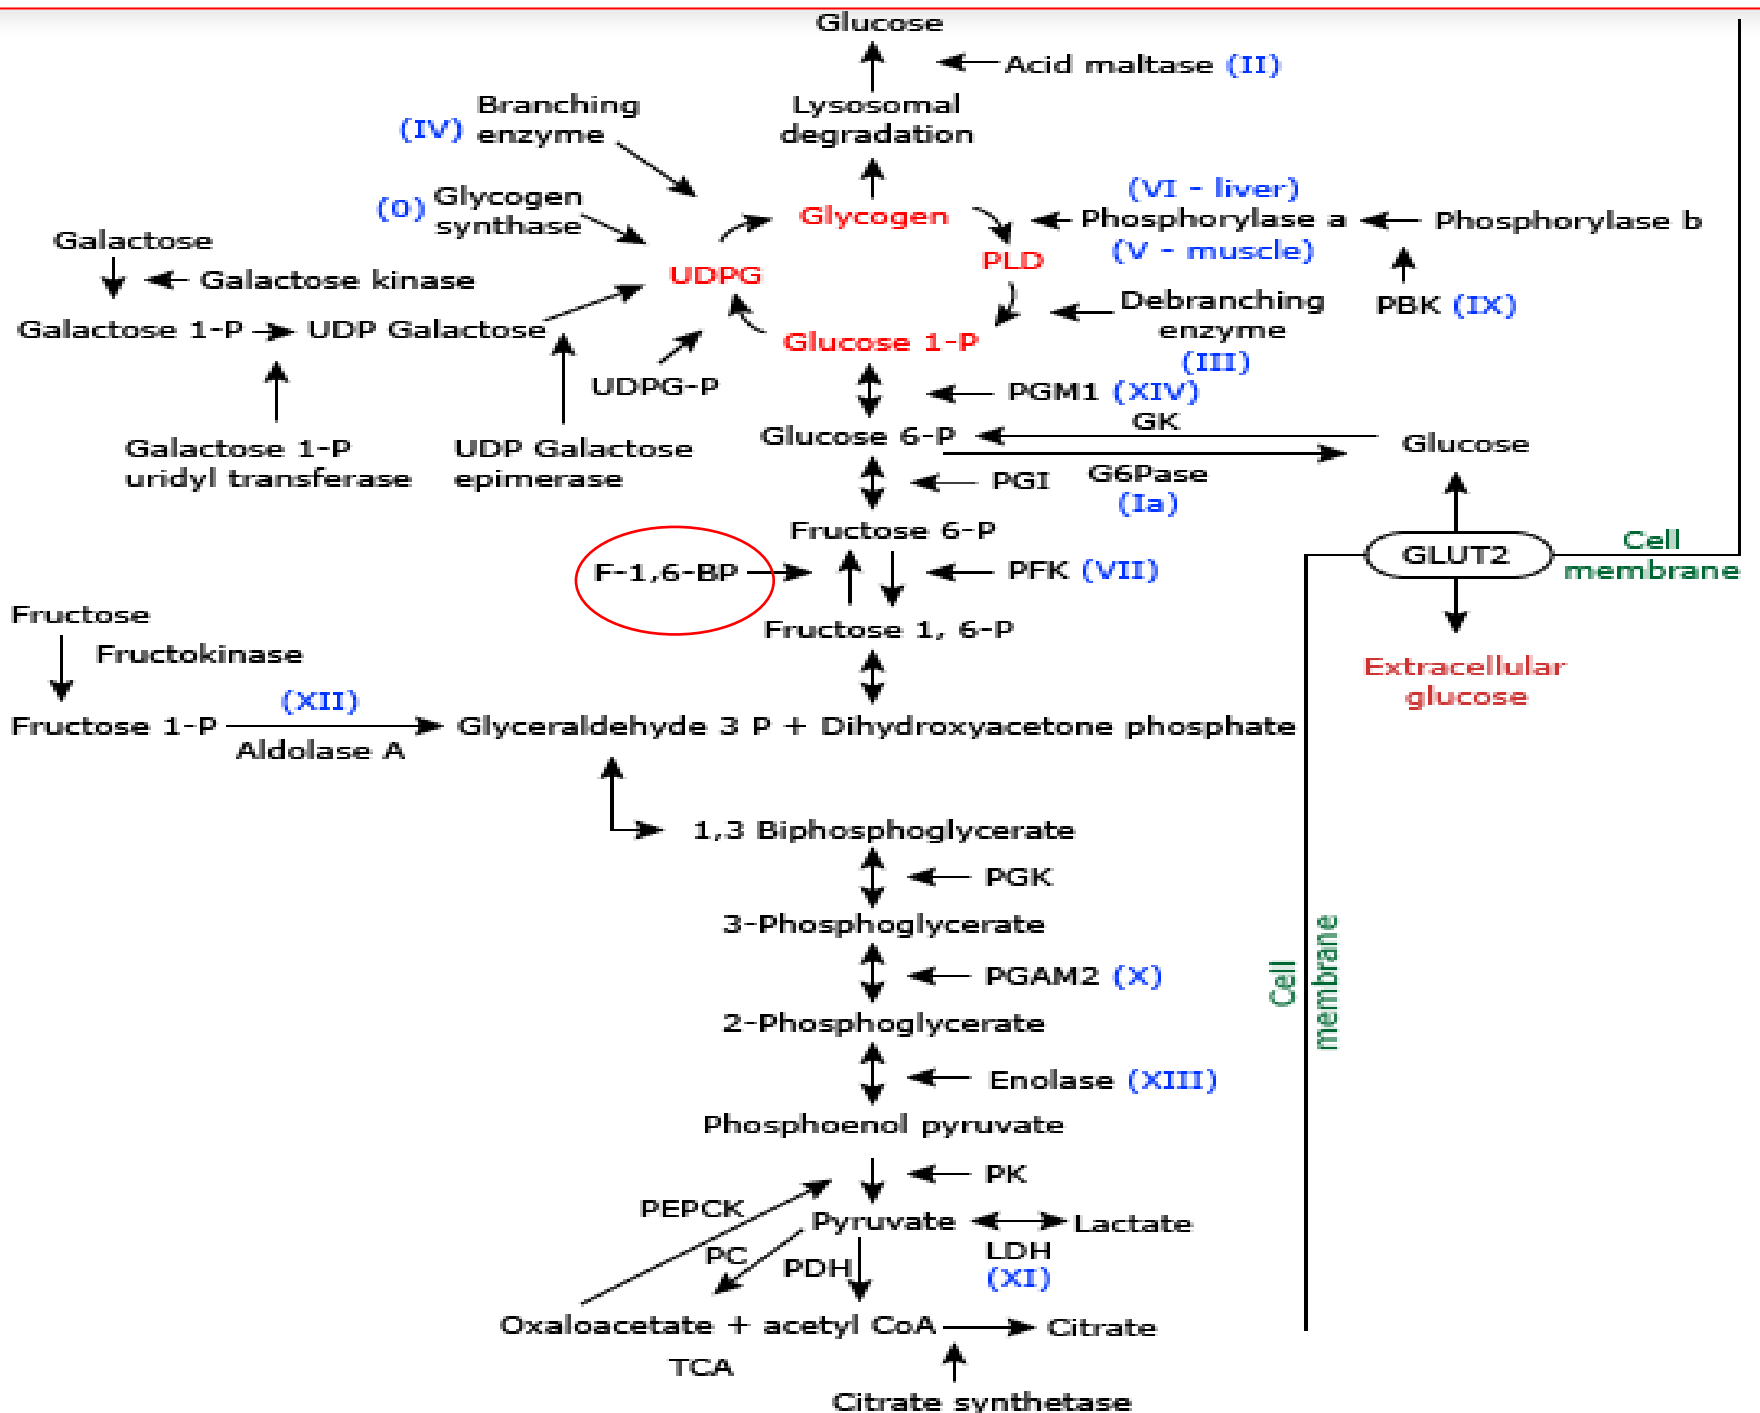 Glucose
Acid maltase (II)
Lysosomal
degradation
Branching
(IV) enzyme
(0) Glycogen
synthase
Glycogen
(VI - liver)
Phosphorylase a
(V - muscle)
Phosphorylase b
PBK (IX)
PLD
UDPG
Debranching
enzyme
(III)
Galactose
Galactose kinase
Galactose 1-P
UDP Galactose
Glucose 1-P
UDPG-P
PGM1 (XIV)
Galactose 1-P
uridyl transferase
UDP Galactose
epimerase
Glucose 6-P
GK
Glucose
G6Pase
(Ia)
PGI
Fructose 6-P
F-1,6-BP
PFK (VII)
GLUT2
Cell
membrane
Extracellular
glucose
Fructose 1, 6-P
Fructose
Fructokinase
Fructose 1-P
(XII)
Aldolase A
Glyceraldehyde 3 P + Dihydroxyacetone phosphate
1,3 Biphosphoglycerate
PGK
3-Phosphoglycerate
PGAM2 (X)
2-Phosphoglycerate
Cell
membrane
Enolase (XIII)
Phosphoenol pyruvate
PK
PEPCK
Pyruvate
Lactate
LDH
(XI)
PC
PDH
Oxaloacetate + acetyl CoA
Citrate
TCA
Citrate synthetase